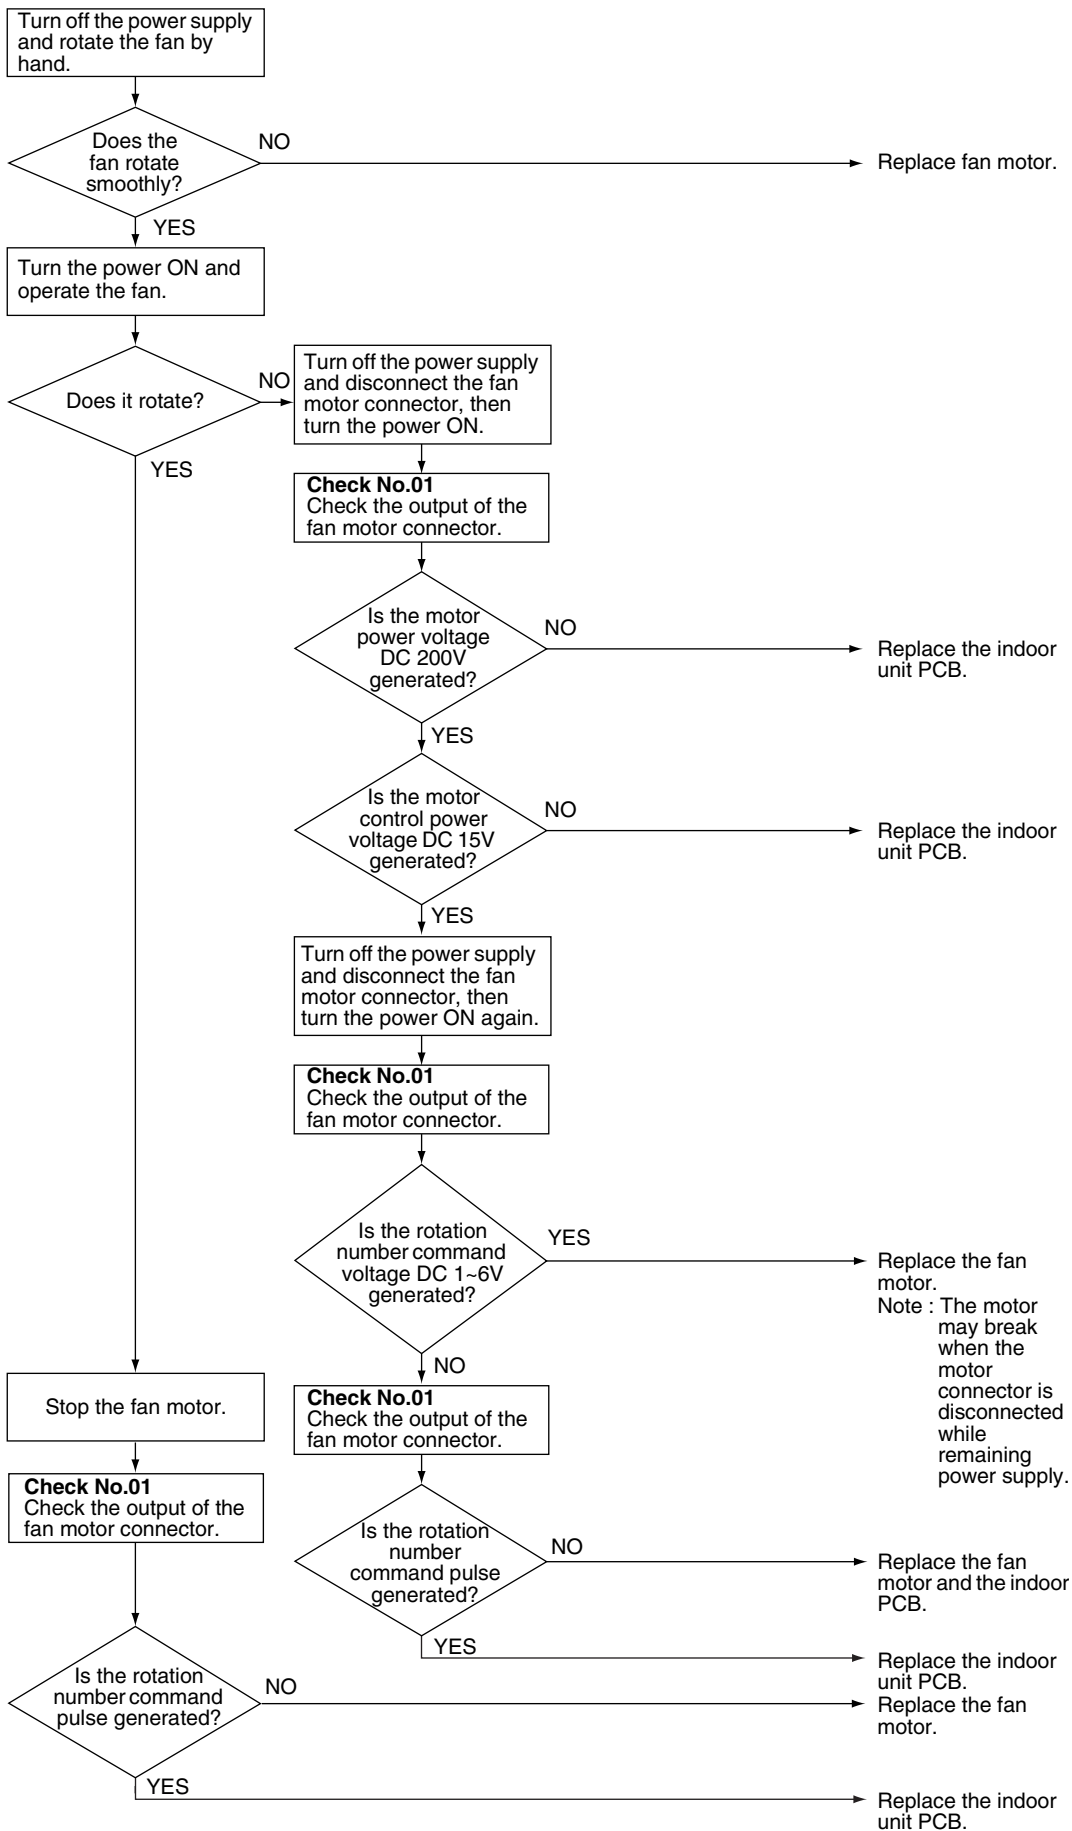 Turn off the power supply
and rotate the fan by
hand.
Does the
fan rotate
smoothly?
NO
Replace fan motor.
YES
Turn the power ON and
operate the fan.
Does it rotate?
NO
Turn off the power supply
and disconnect the fan
motor connector, then
turn the power ON.
YES
Check No.01
Check the output of the
fan motor connector.
Is the motor
power voltage
DC 200V
generated?
NO
Replace the indoor
unit PCB.
YES
Is the motor
control power
voltage DC 15V
generated?
NO
Replace the indoor
unit PCB.
YES
Turn off the power supply
and disconnect the fan
motor connector, then
turn the power ON again.
Check No.01
Check the output of the
fan motor connector.
Is the rotation
number command
voltage DC 1~6V
generated?
YES
Replace the fan
motor.
Note : The motor
may break
when the
motor
connector is
disconnected
while
remaining
power supply.
NO
Stop the fan motor.
Check No.01
Check the output of the
fan motor connector.
Check No.01
Check the output of the
fan motor connector.
Is the rotation
number
command pulse
generated?
NO
Replace the fan
motor and the indoor
PCB.
YES
Replace the indoor
unit PCB.
Is the rotation
number command
pulse generated?
NO
Replace the fan
motor.
YES
Replace the indoor
unit PCB.